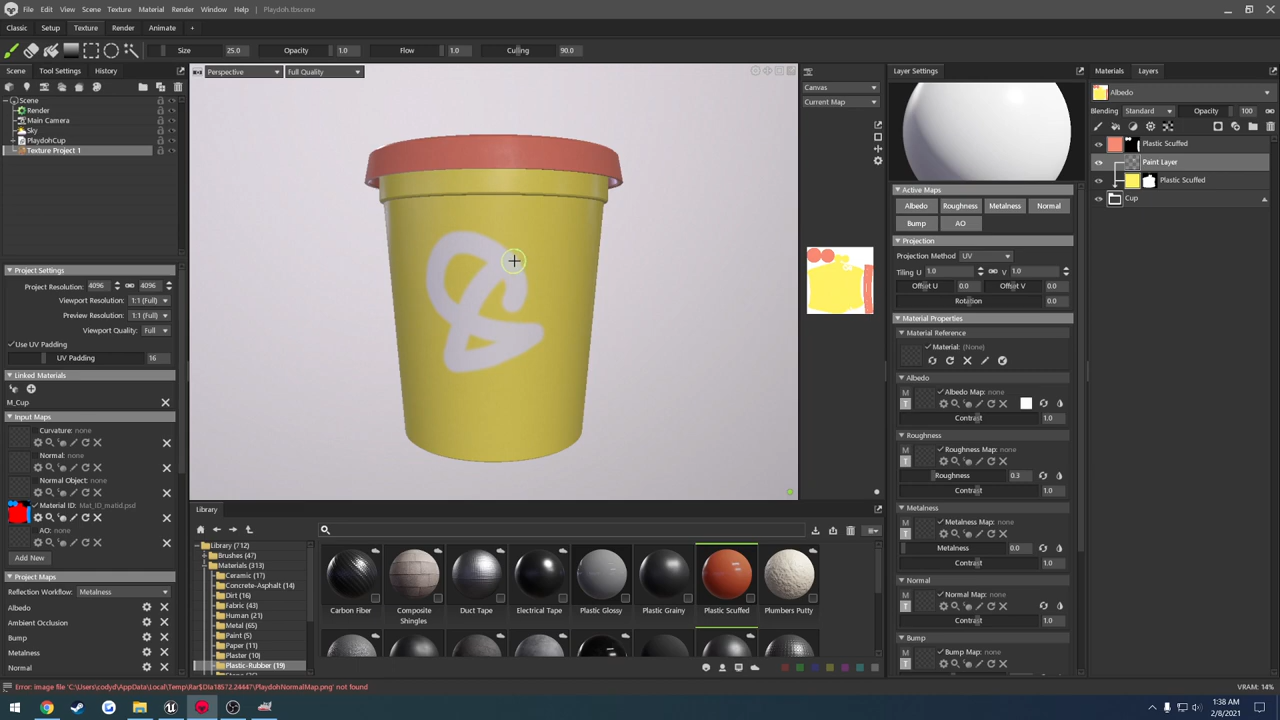 File Edit View Scene Texture Material Render Window Help Playdoh.tbscene
Classic Setup Texture Render Animate +
Size 25.0 Opacity 1.0 Flow 1.0 Culling 90.0
Scene Tool Settings History
Scene
Render
Main Camera
Sky
PlaydohCup
Texture Project 1
Project Settings
Project Resolution: 4096 4096
Viewport Resolution: 1:1 (Full)
Preview Resolution: 1:1 (Full)
Viewport Quality: Full
Use UV Padding
UV Padding 16
Linked Materials
M_Cup
Input Maps
Curvature: none
Normal: none
Normal Object: none
Material ID: Mat_ID_matid.psd
AO: none
Add New
Project Maps
Reflection Workflow: Metalness
Albedo
Ambient Occlusion
Bump
Metalness
Normal
Perspective Full Quality
Canvas
Current Map
Library
Library (712)
Brushes (47)
Materials (313)
Ceramic (17)
Concrete-Asphalt (14)
Dirt (16)
Fabric (43)
Human (21)
Metal (65)
Paint (5)
Paper (11)
Plaster (10)
Plastic-Rubber (19)
Carbon Fiber
Composite Shingles
Duct Tape
Electrical Tape
Plastic Glossy
Plastic Grainy
Plastic Scuffed
Plumbers Putty
Layer Settings
Active Maps
Albedo Roughness Metalness Normal
Bump AO
Projection
Projection Method UV
Tiling U 1.0 V 1.0
Offset U 0.0 Offset V 0.0
Rotation 0.0
Material Properties
Material Reference
Material: (None)
Albedo
M Albedo Map: none
T
Contrast 1.0
Roughness
M Roughness Map: none
T
Roughness 0.3
Contrast 1.0
Metalness
M Metalness Map: none
T
Metalness 0.0
Contrast 1.0
Normal
M Normal Map: none
T
Contrast 1.0
Bump
M Bump Map: none
Materials Layers
Albedo
Blending Standard Opacity 100
Plastic Scuffed
Paint Layer
Plastic Scuffed
Cup
VRAM: 14%
1:38 AM
2/8/2021